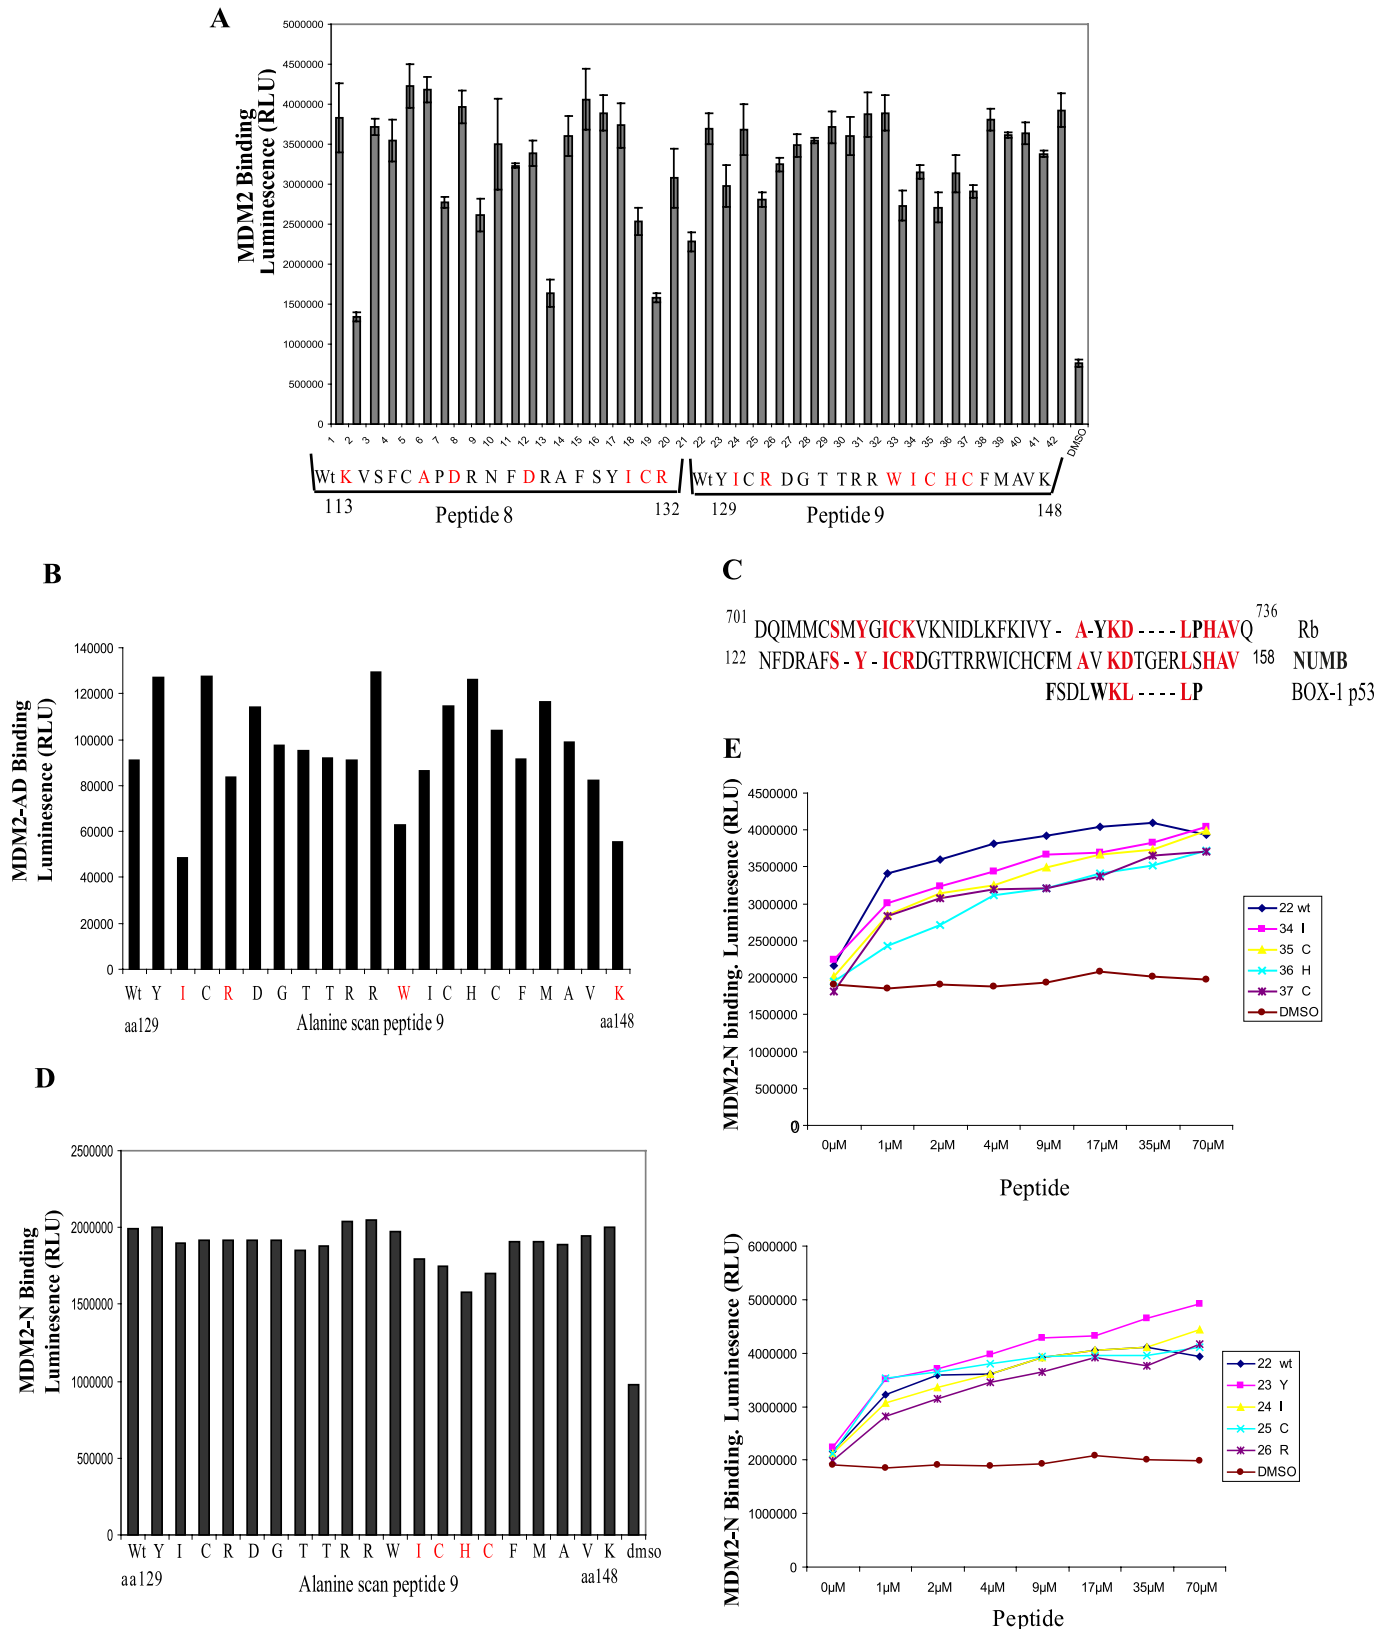 A
MDM2 Binding
Luminescence (RLU)
5000000
4500000
4000000
3500000
3000000
2500000
2000000
1500000
1000000
500000
0
1 2 3 4 5 6 7 8 9 10 11 12 13 14 15 16 17 18 19 20 21 22 23 24 25 26 27 28 29 30 31 32 33 34 35 36 37 38 39 40 41 42 DMSO
Wt K V S F C A P D R N F D R A F S Y I C R
Wt Y I C R D G T T R R W I C H C F M A V K
113 Peptide 8 132
129 Peptide 9 148
B
MDM2-AD Binding
Luminesence (RLU)
140000
120000
100000
80000
60000
40000
20000
0
Wt Y I C R D G T T R R W I C H C F M A V K
aa129 Alanine scan peptide 9 aa148
C
701 DQIMMCSMYGICKVKNIDLKFKIVY - A-YKD - - - - LPHAVQ 736 Rb
122 NFDRAFS - Y - ICRDGTTRRWICHCFM AV KDTGERLSHAV 158 NUMB
FSDLWKL - - - - LP BOX-1 p53
D
MDM2-N Binding
Luminesence (RLU)
2500000
2000000
1500000
1000000
500000
0
Wt Y I C R D G T T R R W I C H C F M A V K dmso
aa129 Alanine scan peptide 9 aa148
E
MDM2-N binding. Luminesence (RLU)
4500000
4000000
3500000
3000000
2500000
2000000
1500000
1000000
500000
0
0µM 1µM 2µM 4µM 9µM 17µM 35µM 70µM
Peptide
22 wt
34 I
35 C
36 H
37 C
DMSO
MDM2-N Binding. Luminesence (RLU)
6000000
5000000
4000000
3000000
2000000
1000000
0
0µM 1µM 2µM 4µM 9µM 17µM 35µM 70µM
Peptide
22 wt
23 Y
24 I
25 C
26 R
DMSO